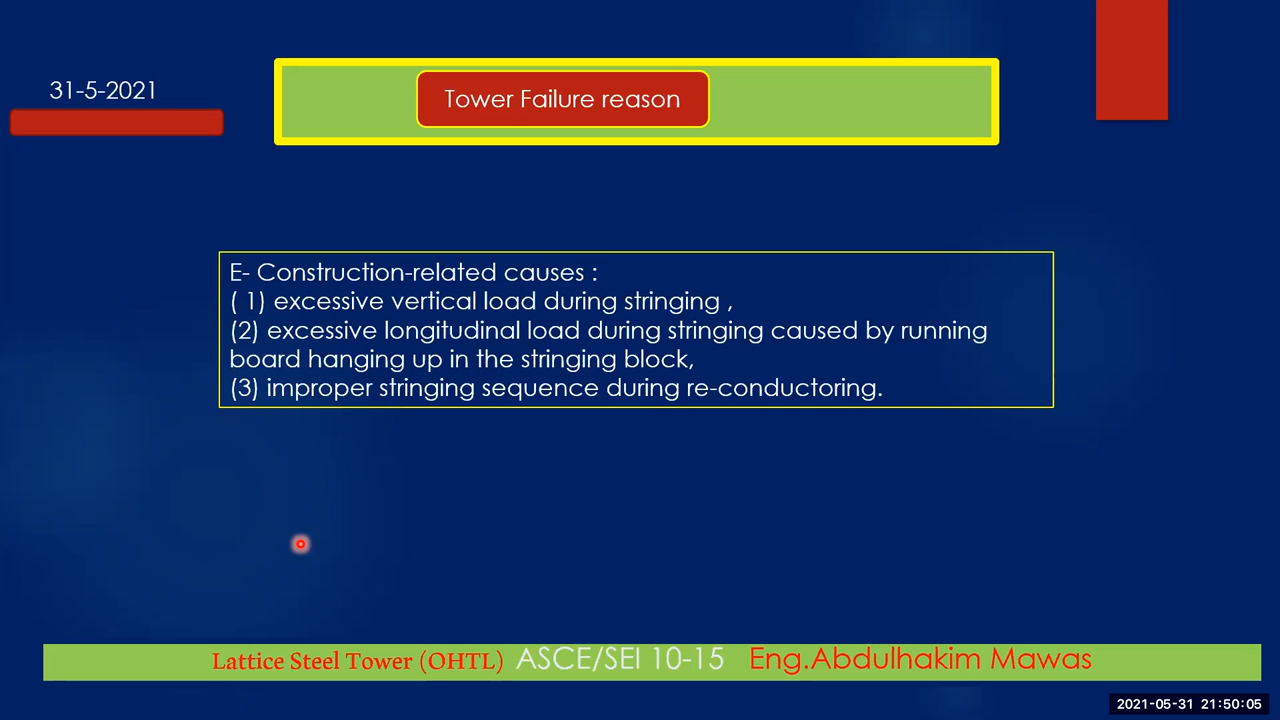 31-5-2021
Tower Failure reason
E- Construction-related causes :
( 1) excessive vertical load during stringing ,
(2) excessive longitudinal load during stringing caused by running
board hanging up in the stringing block,
(3) improper stringing sequence during re-conductoring.
Lattice Steel Tower (OHTL) ASCE/SEI 10-15 Eng.Abdulhakim Mawas
2021-05-31 21:50:05